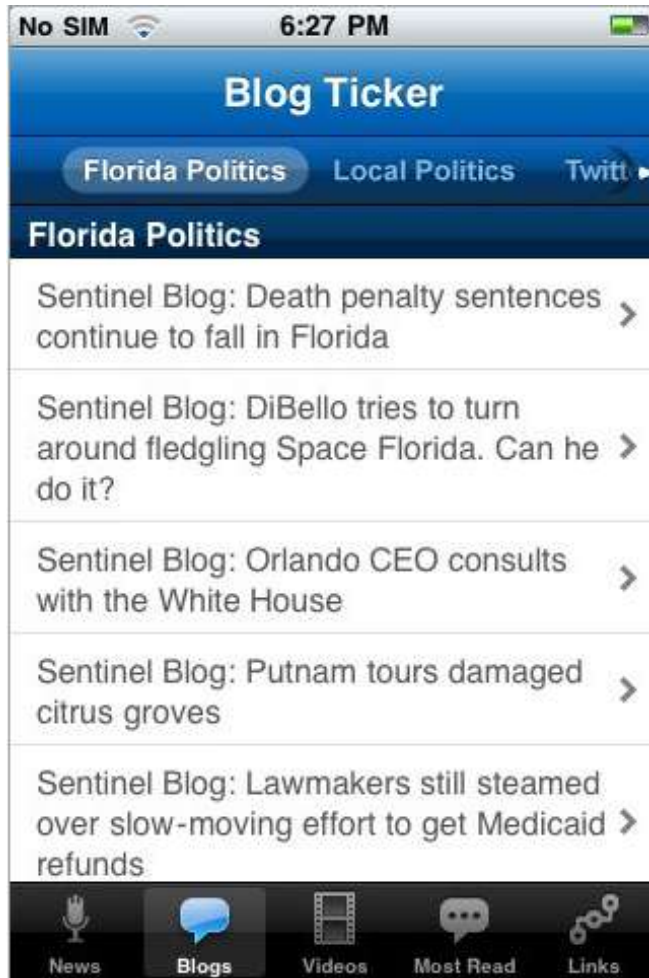 No SIM 6:27 PM
Blog Ticker
Florida Politics Local Politics Twitt
Florida Politics
Sentinel Blog: Death penalty sentences
continue to fall in Florida
Sentinel Blog: DiBello tries to turn
around fledgling Space Florida. Can he
do it?
Sentinel Blog: Orlando CEO consults
with the White House
Sentinel Blog: Putnam tours damaged
citrus groves
Sentinel Blog: Lawmakers still steamed
over slow-moving effort to get Medicaid
refunds
News Blogs Videos Most Read Links